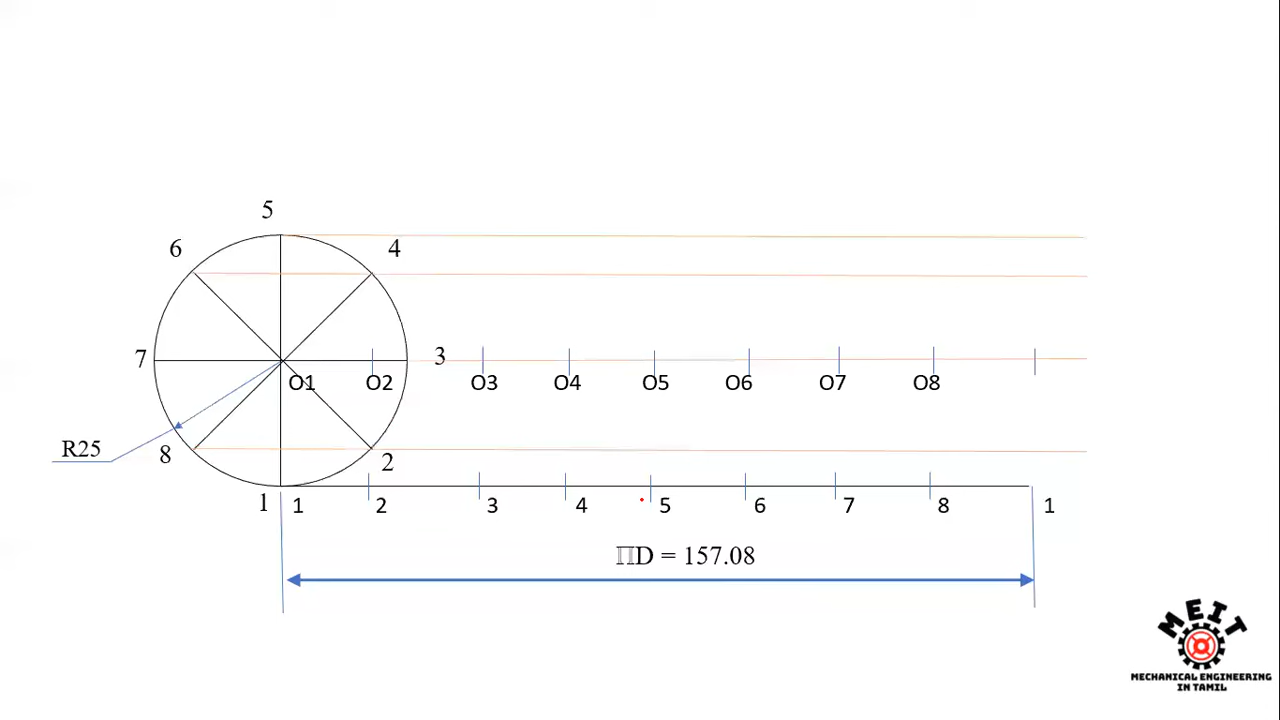 5
6
4
7
3
O1 O2 O3 O4 O5 O6 O7 O8
R25
8
2
1 1 2 3 4 5 6 7 8 1
ΠD = 157.08
MEIT
MECHANICAL ENGINEERING
IN TAMIL